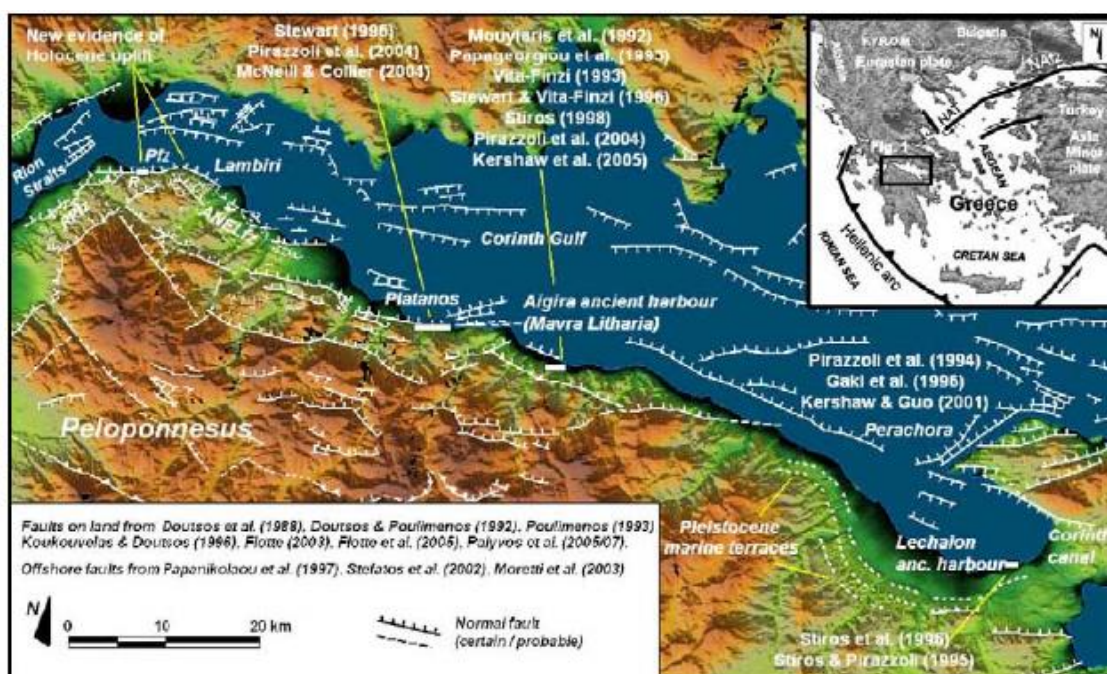 New evidence of
Holocene uplift
Stewart (1996)
Pirazzoli et al. (2004)
McNeill & Collier (2004)
Mouyiaris et al. (1992)
Papageorgiou et al. (1993)
Vita-Finzi (1993)
Stewart & Vita-Finzi (1996)
Stiros (1998)
Pirazzoli et al. (2004)
Kershaw et al. (2005)
F.Y.R.O.M
Bulgaria
Albania
Eurasian plate
NAFZ
NAT
Turkey
Asia
Minor
plate
Fig. 1
AEGEAN
sea
Greece
IONIAN SEA
Hellenic arc
CRETAN SEA
N
Rion
Straits
Pfz
Lambiri
Corinth Gulf
Platanos
Aigira ancient harbour
(Mavra Litharia)
Pirazzoli et al. (1994)
Gaki et al. (1996)
Kershaw & Guo (2001)
Perachora
Peloponnesus
Pleistocene
marine terraces
Lechaion
anc. harbour
Corinth
canal
Stiros et al. (1996)
Stiros & Pirazzoli (1995)
Faults on land from Doutsos et al. (1988), Doutsos & Poulimenos (1992), Poulimenos (1993)
Koukouvelas & Doutsos (1996), Flotte (2003), Flotte et al. (2005), Palyvos et al. (2005/07).
Offshore faults from Papanikolaou et al. (1997), Stefatos et al. (2002), Moretti et al. (2003)
N
0 10 20 km
Normal fault
(certain / probable)